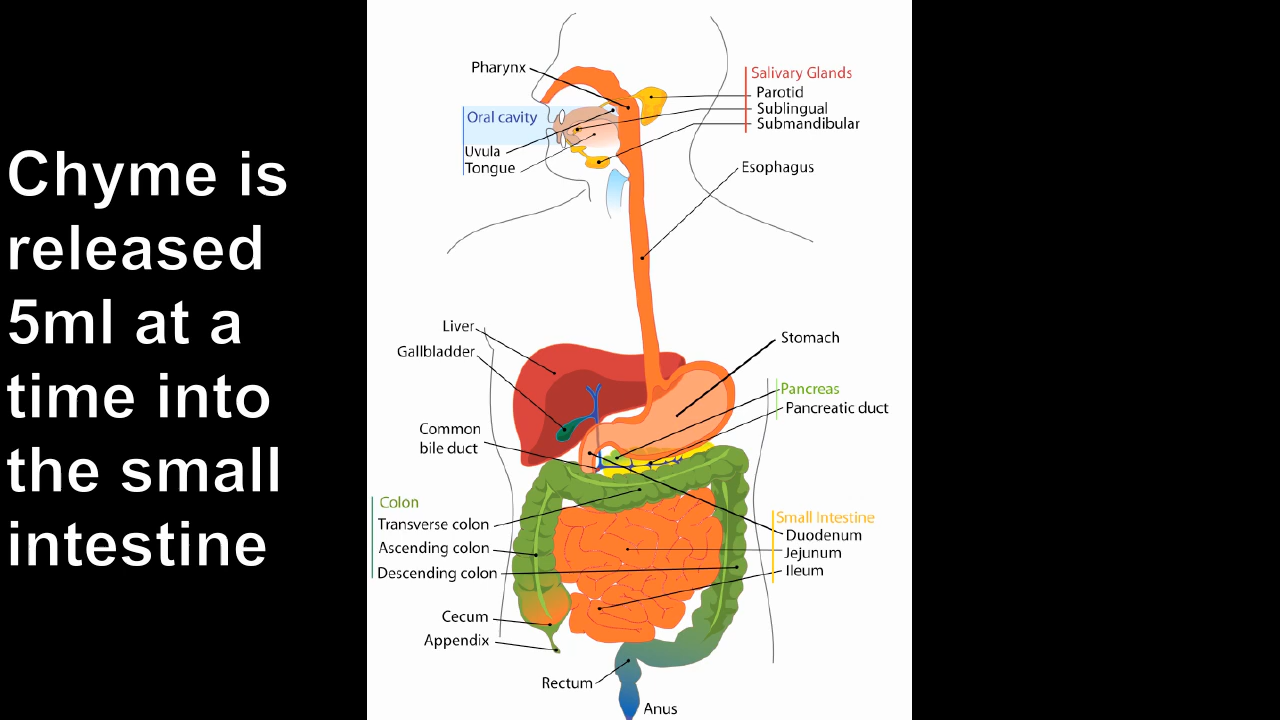 Chyme is
released
5ml at a
time into
the small
intestine
Pharynx
Oral cavity
Uvula
Tongue
Salivary Glands
Parotid
Sublingual
Submandibular
Esophagus
Liver
Gallbladder
Common
bile duct
Stomach
Pancreas
Pancreatic duct
Colon
Transverse colon
Ascending colon
Descending colon
Cecum
Appendix
Small Intestine
Duodenum
Jejunum
Ileum
Rectum
Anus